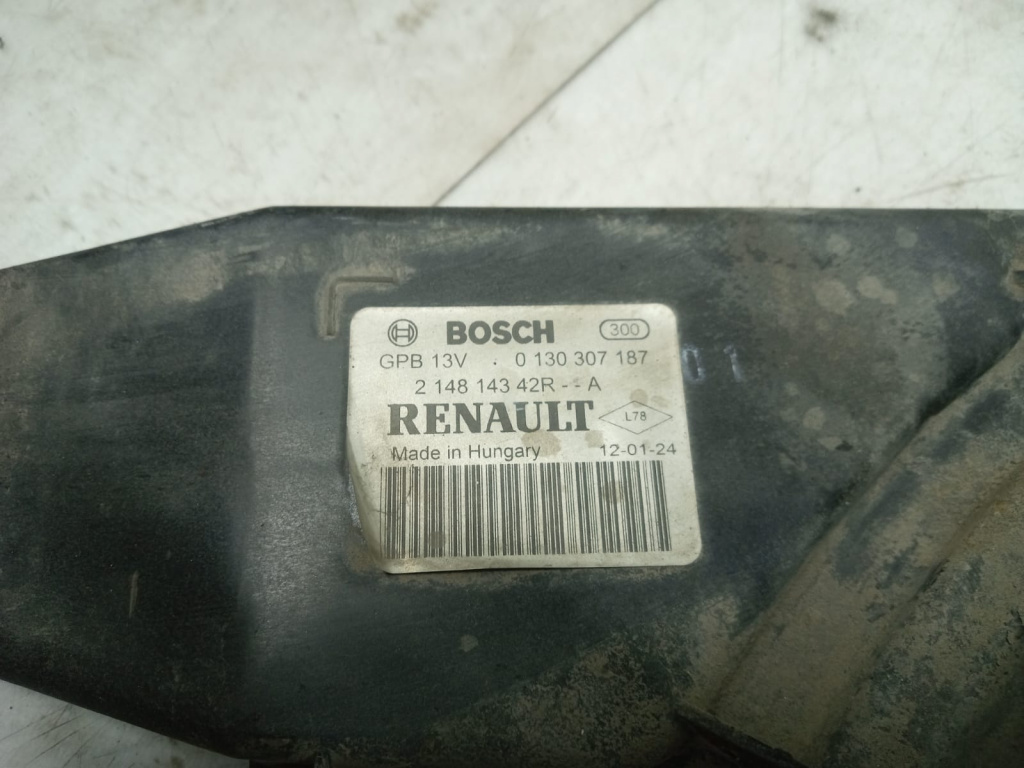 BOSCH 300
GPB 13V . 0 130 307 187
2 148 143 42R - - A
RENAULT L78
Made in Hungary 12-01-24
01